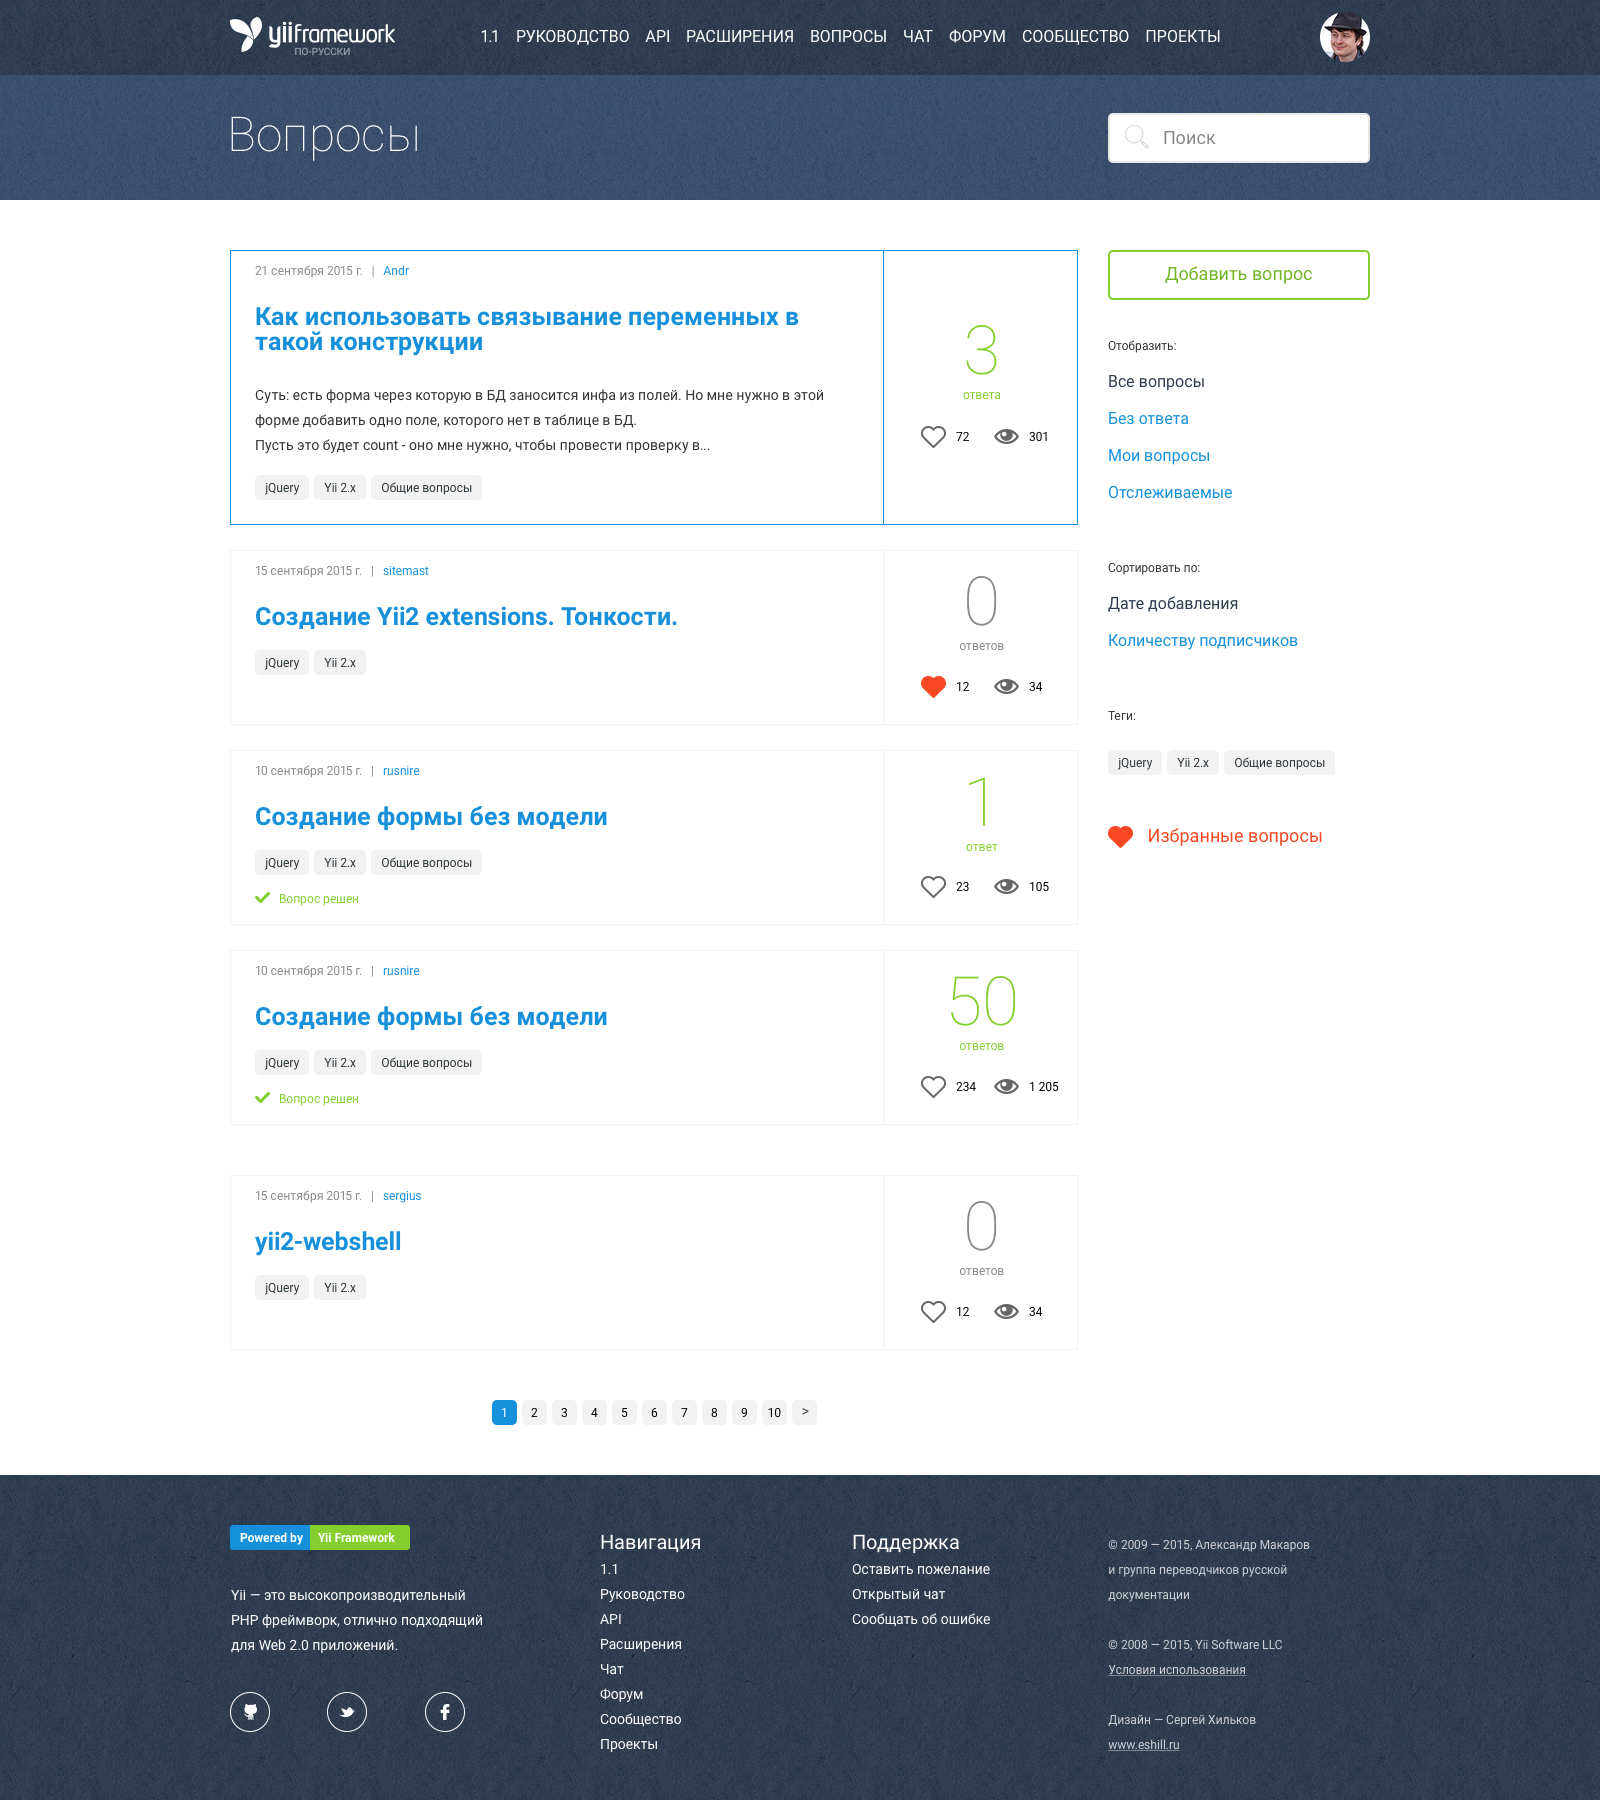 yiiframework
ПО-РУССКИ
1.1 РУКОВОДСТВО API РАСШИРЕНИЯ ВОПРОСЫ ЧАТ ФОРУМ СООБЩЕСТВО ПРОЕКТЫ
Вопросы
Поиск
21 сентября 2015 г. | Andr
Как использовать связывание переменных в
такой конструкции
Суть: есть форма через которую в БД заносится инфа из полей. Но мне нужно в этой
форме добавить одно поле, которого нет в таблице в БД.
Пусть это будет count - оно мне нужно, чтобы провести проверку в...
jQuery Yii 2.x Общие вопросы
3
ответа
72 301
15 сентября 2015 г. | sitemast
Создание Yii2 extensions. Тонкости.
jQuery Yii 2.x
0
ответов
12 34
10 сентября 2015 г. | rusnire
Создание формы без модели
jQuery Yii 2.x Общие вопросы
Вопрос решен
1
ответ
23 105
10 сентября 2015 г. | rusnire
Создание формы без модели
jQuery Yii 2.x Общие вопросы
Вопрос решен
50
ответов
234 1 205
15 сентября 2015 г. | sergius
yii2-webshell
jQuery Yii 2.x
0
ответов
12 34
1 2 3 4 5 6 7 8 9 10 >
Добавить вопрос
Отобразить:
Все вопросы
Без ответа
Мои вопросы
Отслеживаемые
Сортировать по:
Дате добавления
Количеству подписчиков
Теги:
jQuery Yii 2.x Общие вопросы
Избранные вопросы
Powered by Yii Framework
Yii — это высокопроизводительный
PHP фреймворк, отлично подходящий
для Web 2.0 приложений.
Навигация
1.1
Руководство
API
Расширения
Чат
Форум
Сообщество
Проекты
Поддержка
Оставить пожелание
Открытый чат
Сообщать об ошибке
© 2009 — 2015, Александр Макаров
и группа переводчиков русской
документации
© 2008 — 2015, Yii Software LLC
Условия использования
Дизайн — Сергей Хильков
www.eshill.ru